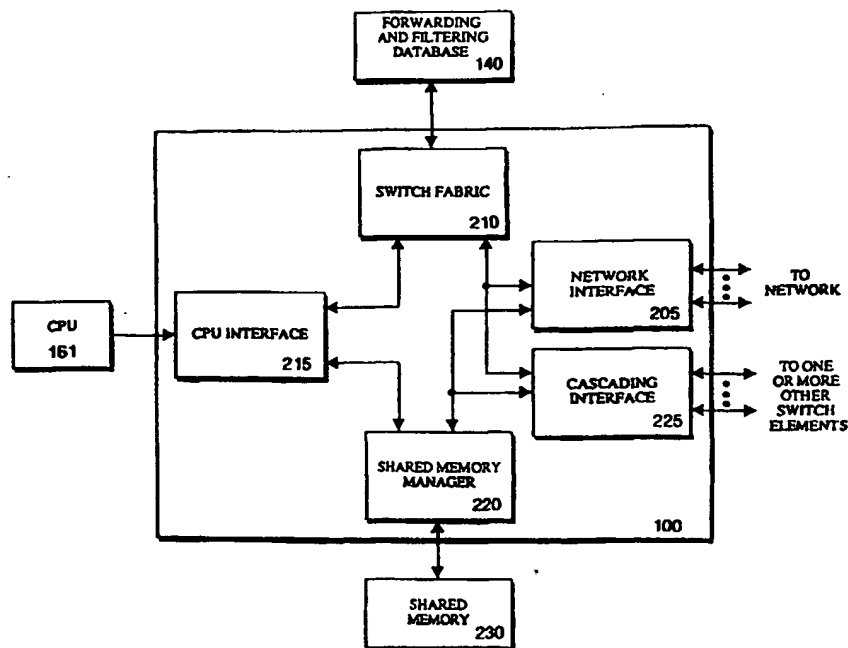 FORWARDING
AND FILTERING
DATABASE
140
SWITCH FABRIC
210
NETWORK
INTERFACE
205
TO
NETWORK
CPU
161
CPU INTERFACE
215
CASCADING
INTERFACE
225
TO ONE
OR MORE
OTHER
SWITCH
ELEMENTS
SHARED MEMORY
MANAGER
220
100
SHARED
MEMORY
230